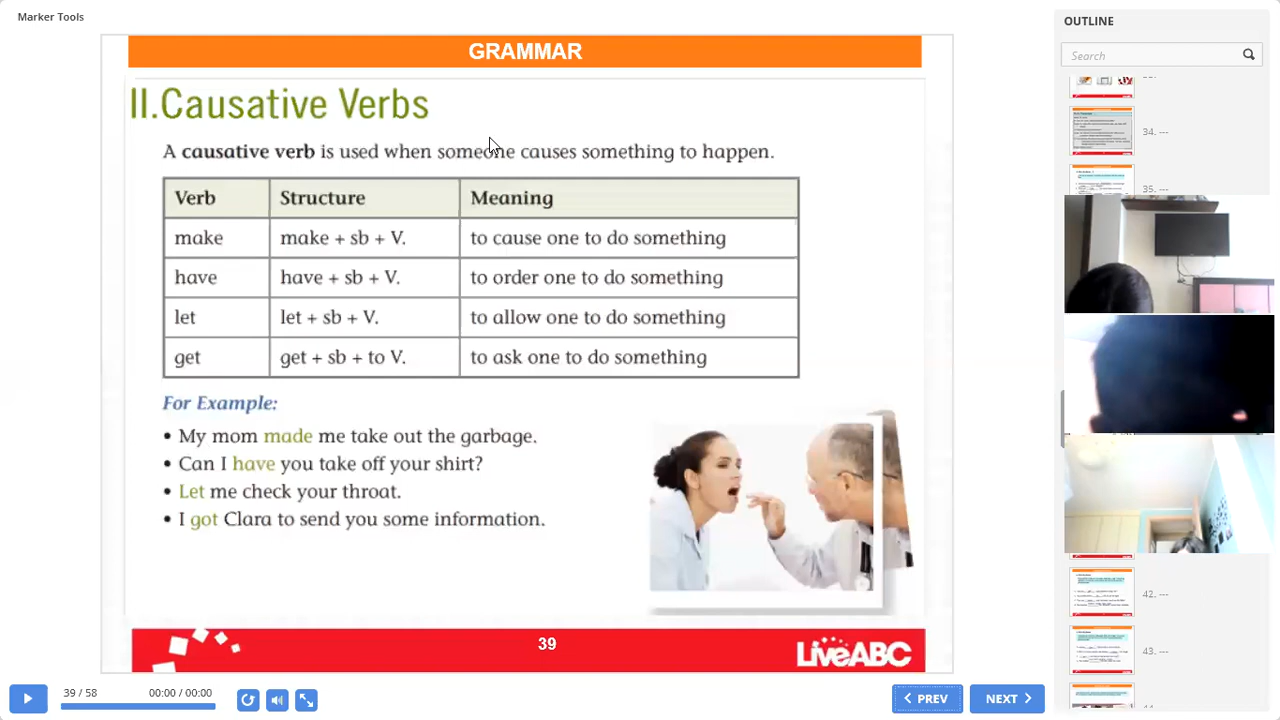 Marker Tools
OUTLINE
GRAMMAR
Search
II.Causative Verbs
A causative verb is used when someone causes something to happen.
Verb Structure Meaning
make make + sb + V. to cause one to do something
have have + sb + V. to order one to do something
let let + sb + V. to allow one to do something
get get + sb + to V. to ask one to do something
For Example:
• My mom made me take out the garbage.
• Can I have you take off your shirt?
• Let me check your throat.
• I got Clara to send you some information.
39
LiveABC
34. ---
35. ---
42. ---
43. ---
39 / 58
00:00 / 00:00
PREV
NEXT